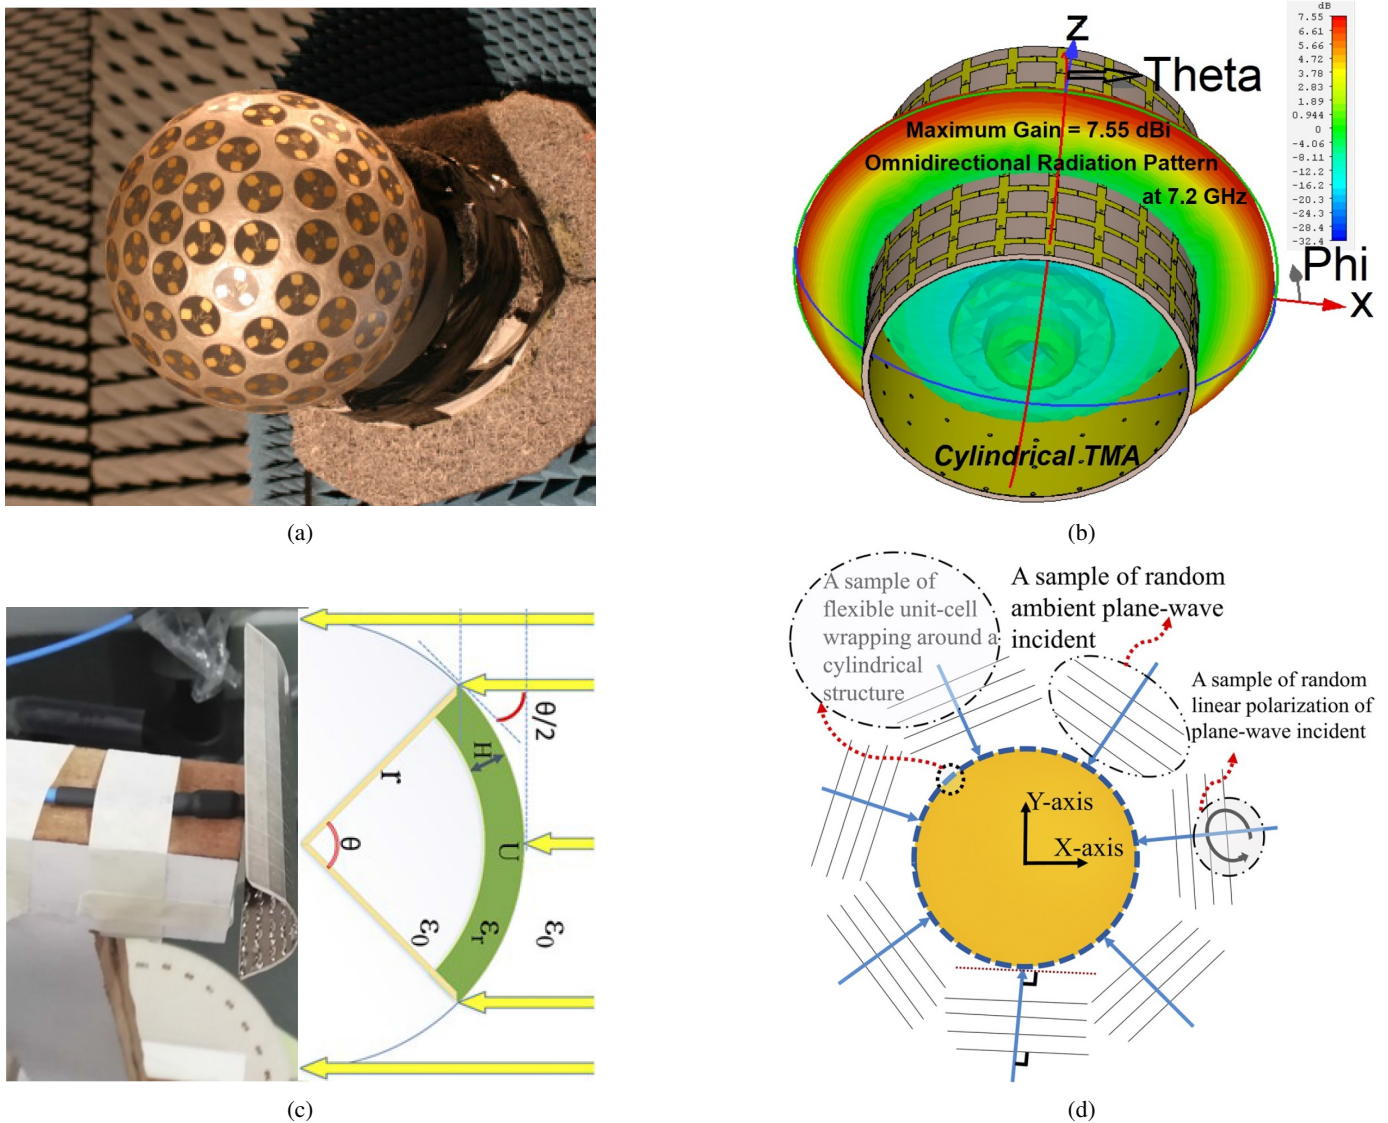 dB
7.55
6.61
5.66
4.72
3.78
2.83
1.89
0.944
0
-4.06
-8.11
-12.2
-16.2
-20.3
-24.3
-28.4
-32.4
Z
Theta
Maximum Gain = 7.55 dBi
Omnidirectional Radiation Pattern
at 7.2 GHz
Phi
X
Cylindrical TMA
(a)
(b)
θ/2
H
r
θ
U
ε0
εr
ε0
A sample of
flexible unit-cell
wrapping around a
cylindrical
structure
A sample of random
ambient plane-wave
incident
A sample of random
linear polarization of
plane-wave incident
Y-axis
X-axis
(c)
(d)